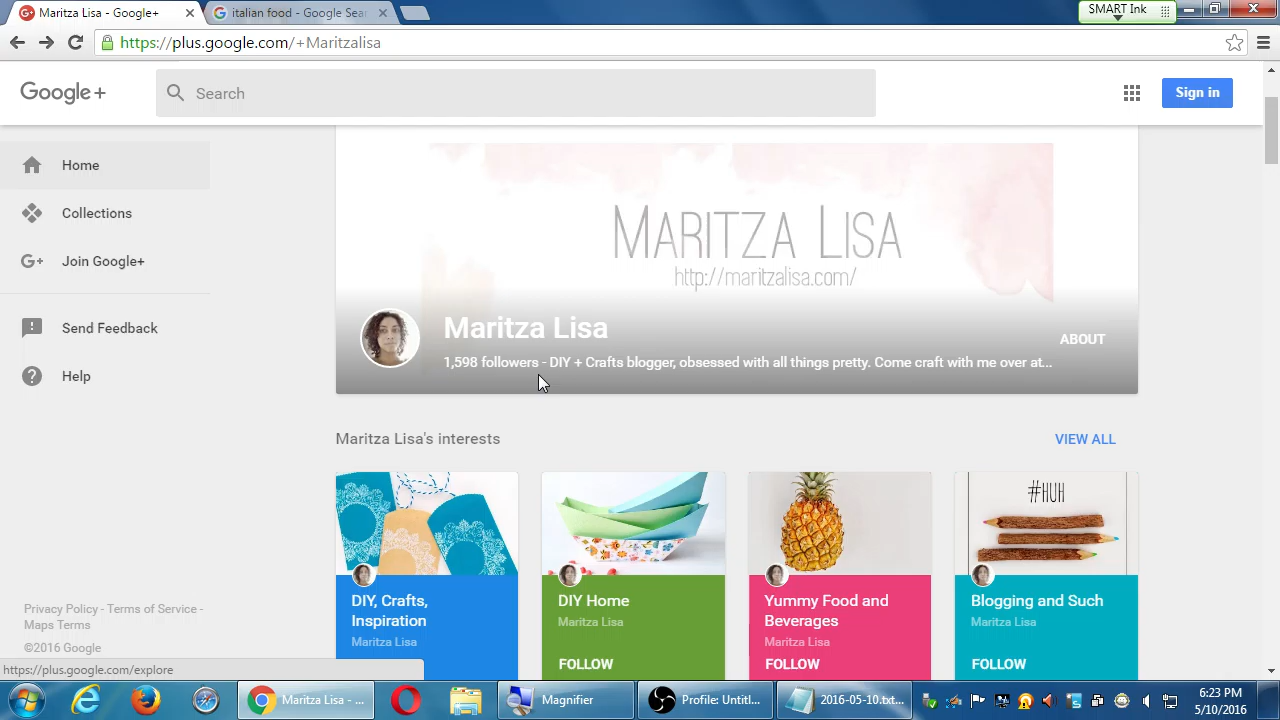 Maritza Lisa - Google+
italian food - Google Sear
SMART Ink
https://plus.google.com/+Maritzalisa
Google+
Search
Sign in
Home
Collections
Join Google+
Send Feedback
Help
MARITZA LISA
http://maritzalisa.com/
Maritza Lisa
1,598 followers - DIY + Crafts blogger, obsessed with all things pretty. Come craft with me over at...
ABOUT
Maritza Lisa's interests
VIEW ALL
#HUH
DIY, Crafts,
Inspiration
Maritza Lisa
DIY Home
Maritza Lisa
FOLLOW
Yummy Food and
Beverages
Maritza Lisa
FOLLOW
Blogging and Such
Maritza Lisa
FOLLOW
Privacy Policy - Terms of Service -
Maps Terms
©2016 Google
https://plus.google.com/explore
Maritza Lisa - ...
Magnifier
Profile: Untitl...
2016-05-10.txt...
6:23 PM
5/10/2016